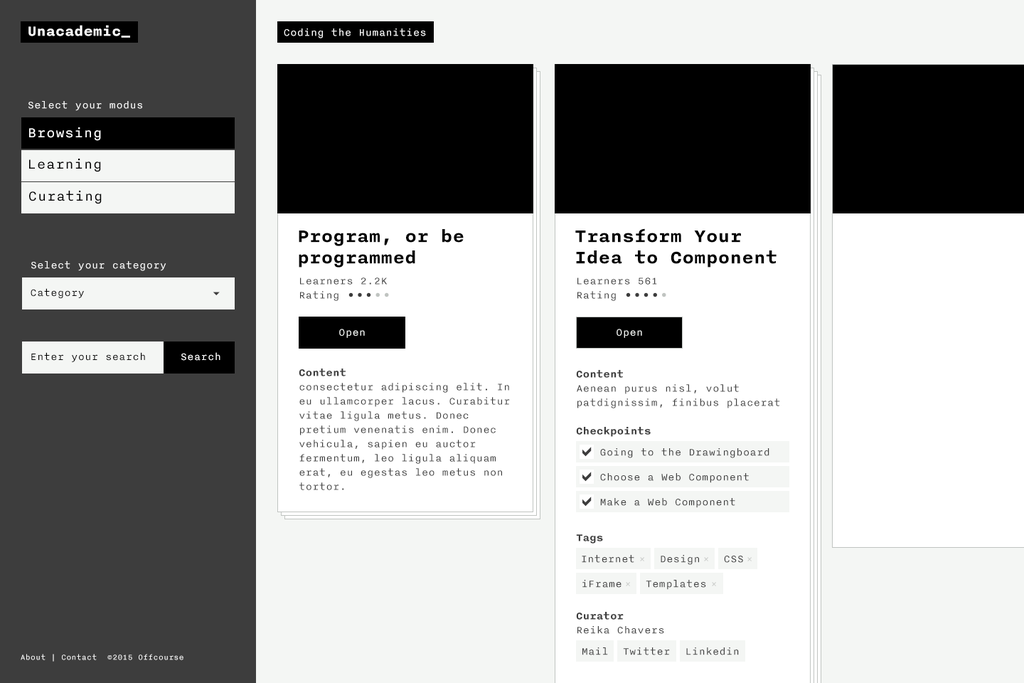 Unacademic_
Select your modus
Browsing
Learning
Curating
Select your category
Category
Enter your search
Search
About | Contact ©2015 Offcourse
Coding the Humanities
Program, or be
programmed
Learners 2.2K
Rating
Open
Content
consectetur adipiscing elit. In
eu ullamcorper lacus. Curabitur
vitae ligula metus. Donec
pretium venenatis enim. Donec
vehicula, sapien eu auctor
fermentum, leo ligula aliquam
erat, eu egestas leo metus non
tortor.
Transform Your
Idea to Component
Learners 561
Rating
Open
Content
Aenean purus nisl, volut
patdignissim, finibus placerat
Checkpoints
Going to the Drawingboard
Choose a Web Component
Make a Web Component
Tags
Internet × Design × CSS ×
iFrame × Templates ×
Curator
Reika Chavers
Mail Twitter Linkedin